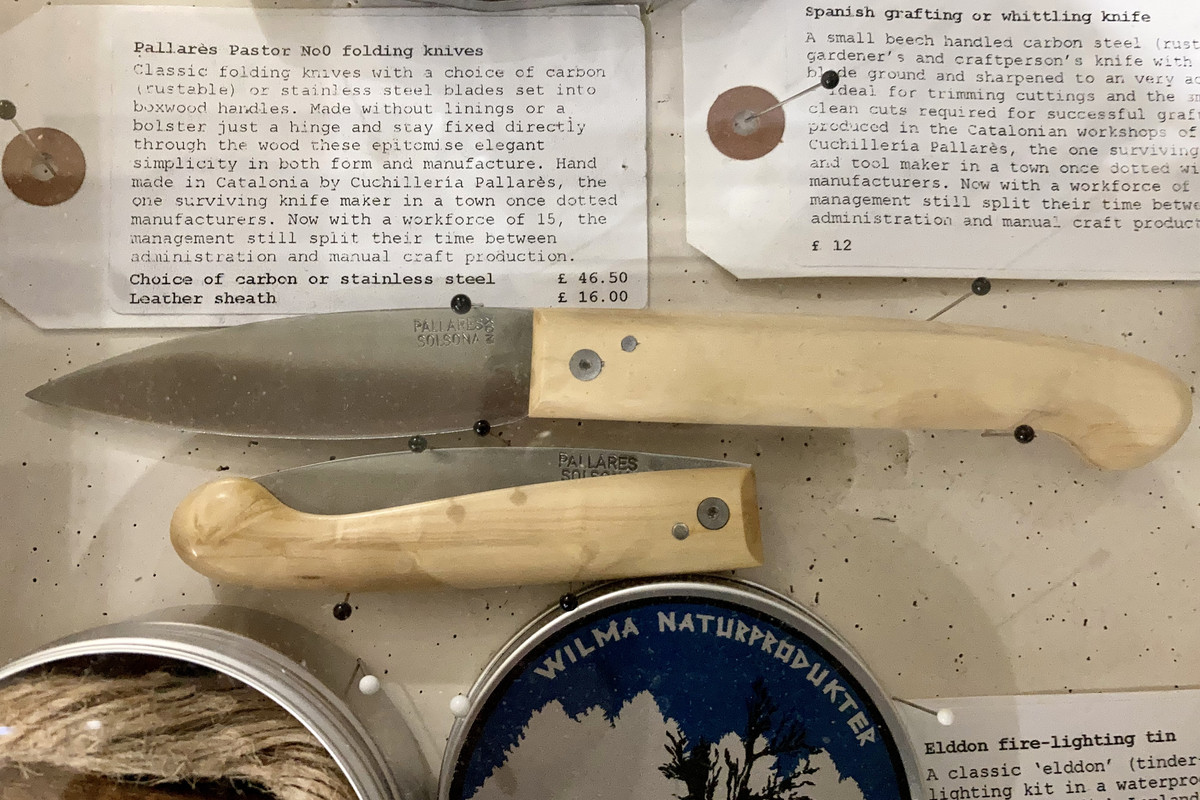 Pallarès Pastor No0 folding knives
Classic folding knives with a choice of carbon
(rustable) or stainless steel blades set into
boxwood handles. Made without linings or a
bolster just a hinge and stay fixed directly
through the wood these epitomise elegant
simplicity in both form and manufacture. Hand
made in Catalonia by Cuchillería Pallarès, the
one surviving knife maker in a town once dotted
manufacturers. Now with a workforce of 15, the
management still split their time between
administration and manual craft production.
Choice of carbon or stainless steel £ 46.50
Leather sheath £ 16.00
Spanish grafting or whittling knife
A small beech handled carbon steel (rust
gardener's and craftperson's knife with
blade ground and sharpened to an very
ideal for trimming cuttings and the
clean cuts required for successful
produced in the Catalonian workshops of
Cuchillería Pallarès, the one surviving
and tool maker in a town once dotted
manufacturers. Now with a workforce of
management still split their time
administration and manual craft
£ 12
PALLARES
SOLSONA
PALLARES
WILMA NATURPRODUKTER
Elddon fire-lighting tin
A classic 'elddon' (tinder-
lighting kit in a